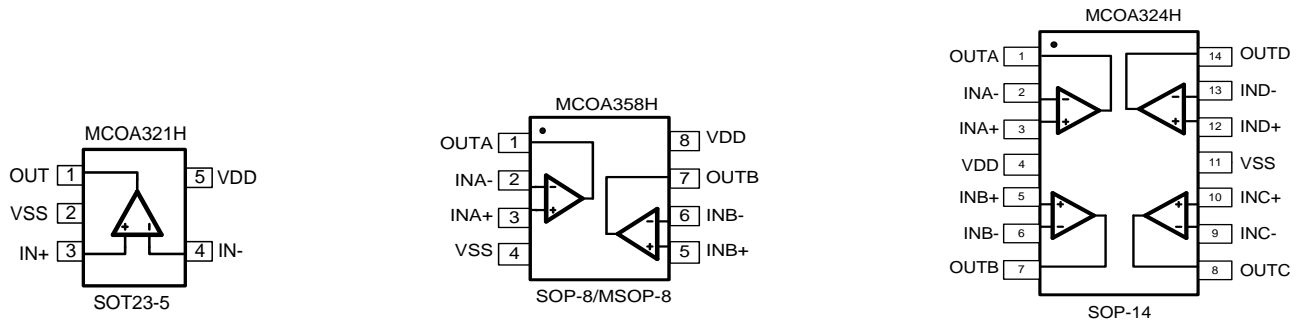 MCOA321H
OUT 1 5 VDD
VSS 2
IN+ 3 4 IN-
+ -
SOT23-5
MCOA358H
OUTA 1 8 VDD
INA- 2 - 7 OUTB
INA+ 3 + - 6 INB-
VSS 4 + 5 INB+
SOP-8/MSOP-8
MCOA324H
OUTA 1 14 OUTD
INA- 2 - - 13 IND-
INA+ 3 + + 12 IND+
VDD 4 11 VSS
INB+ 5 + + 10 INC+
INB- 6 - - 9 INC-
OUTB 7 8 OUTC
SOP-14